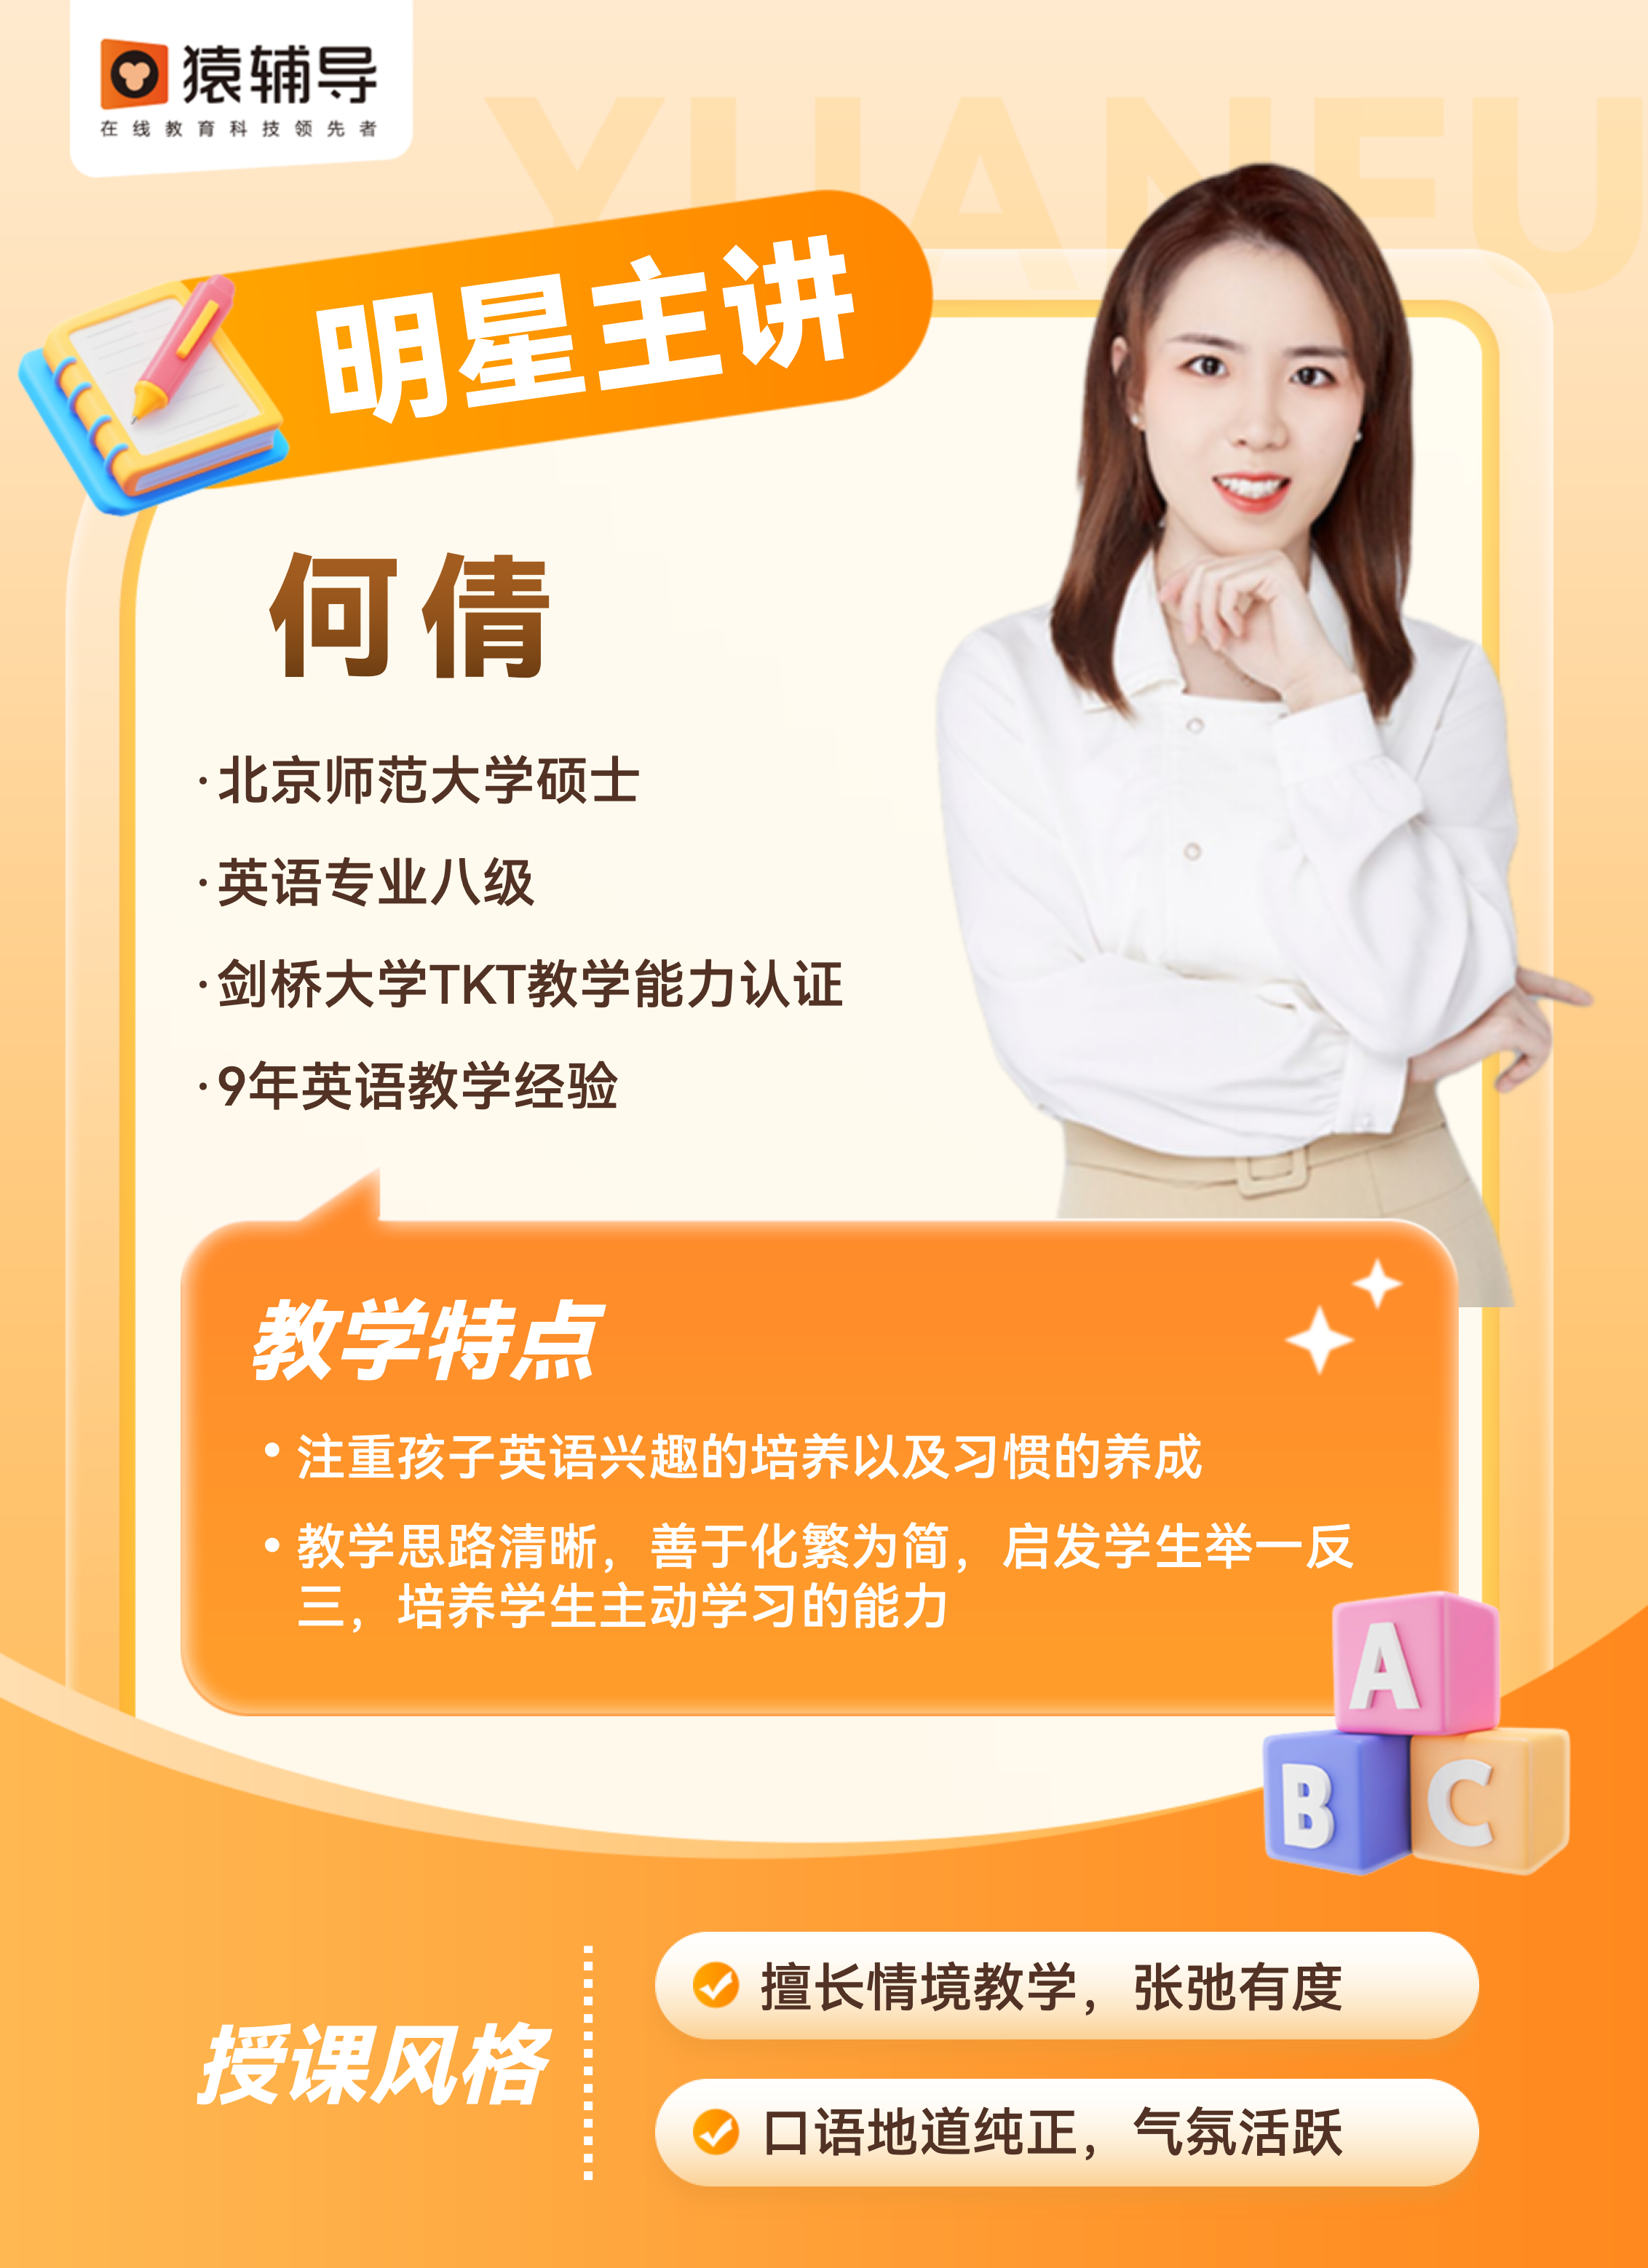 猿辅导
在线教育科技领先者
YUANFU
明星主讲
何倩
·北京师范大学硕士
·英语专业八级
·剑桥大学TKT教学能力认证
·9年英语教学经验
教学特点
•注重孩子英语兴趣的培养以及习惯的养成
•教学思路清晰，善于化繁为简，启发学生举一反
三，培养学生主动学习的能力
A
B C
授课风格
擅长情境教学，张弛有度
口语地道纯正，气氛活跃